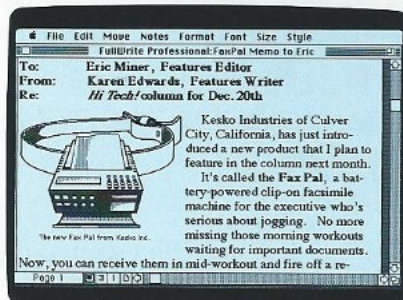 File Edit Move Notes Format Font Size Style
FullWrite Professional:FaxPal Memo to Eric
To: Eric Miner, Features Editor
From: Karen Edwards, Features Writer
Re: Hi Tech! column for Dec. 20th
Kesko Industries of Culver
City, California, has just intro-
duced a new product that I plan to
feature in the column next month.
It's called the Fax Pal, a bat-
tery-powered clip-on facsimile
machine for the executive who's
serious about jogging. No more
missing those morning workouts
waiting for important documents.
The new Fax Pal from Kesko Inc.
Now, you can receive them in mid-workout and fire off a re-
Page 1